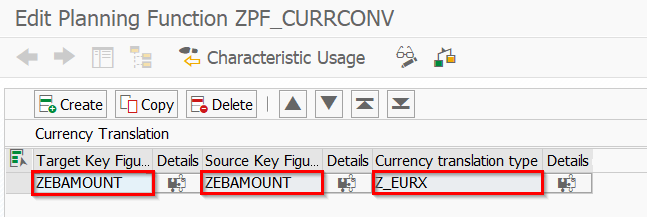 Edit Planning Function ZPF_CURRCONV
Characteristic Usage
Create Copy Delete
Currency Translation
Target Key Figu... Details Source Key Figu... Details Currency translation type Details
ZEBAMOUNT ZEBAMOUNT Z_EURX